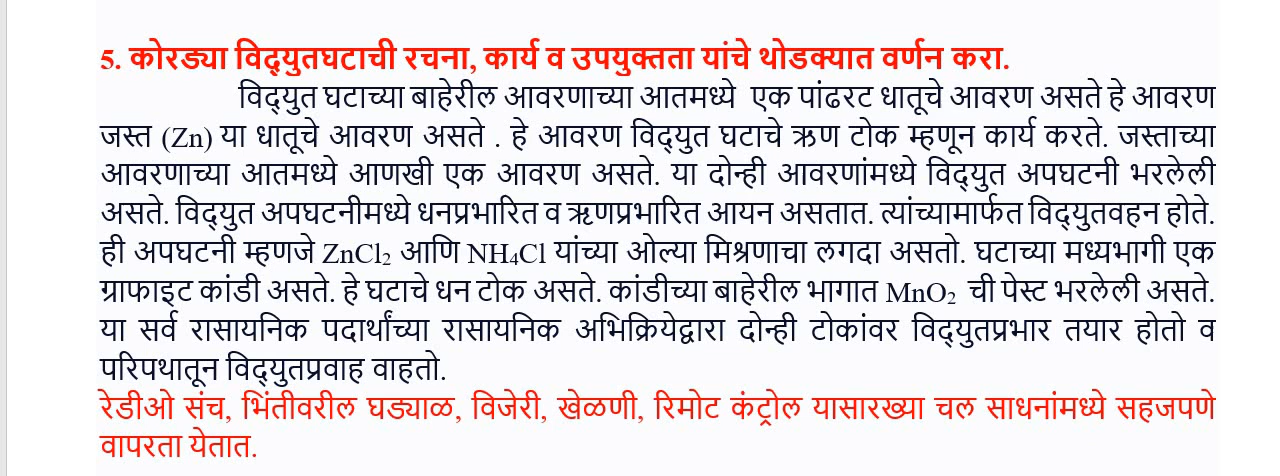 5. कोरड्या विद्युतघटाची रचना, कार्य व उपयुक्तता यांचे थोडक्यात वर्णन करा.
विद्युत घटाच्या बाहेरील आवरणाच्या आतमध्ये एक पांढरट धातूचे आवरण असते हे आवरण
जस्त (Zn) या धातूचे आवरण असते . हे आवरण विद्युत घटाचे ऋण टोक म्हणून कार्य करते. जस्ताच्या
आवरणाच्या आतमध्ये आणखी एक आवरण असते. या दोन्ही आवरणांमध्ये विद्युत अपघटनी भरलेली
असते. विद्युत अपघटनीमध्ये धनप्रभारित व ऋणप्रभारित आयन असतात. त्यांच्यामार्फत विद्युतवहन होते.
ही अपघटनी म्हणजे ZnCl₂ आणि NH₄Cl यांच्या ओल्या मिश्रणाचा लगदा असतो. घटाच्या मध्यभागी एक
ग्राफाइट कांडी असते. हे घटाचे धन टोक असते. कांडीच्या बाहेरील भागात MnO₂ ची पेस्ट भरलेली असते.
या सर्व रासायनिक पदार्थांच्या रासायनिक अभिक्रियेद्वारा दोन्ही टोकांवर विद्युतप्रभार तयार होतो व
परिपथातून विद्युतप्रवाह वाहतो.
रेडीओ संच, भिंतीवरील घड्याळ, विजेरी, खेळणी, रिमोट कंट्रोल यासारख्या चल साधनांमध्ये सहजपणे
वापरता येतात.